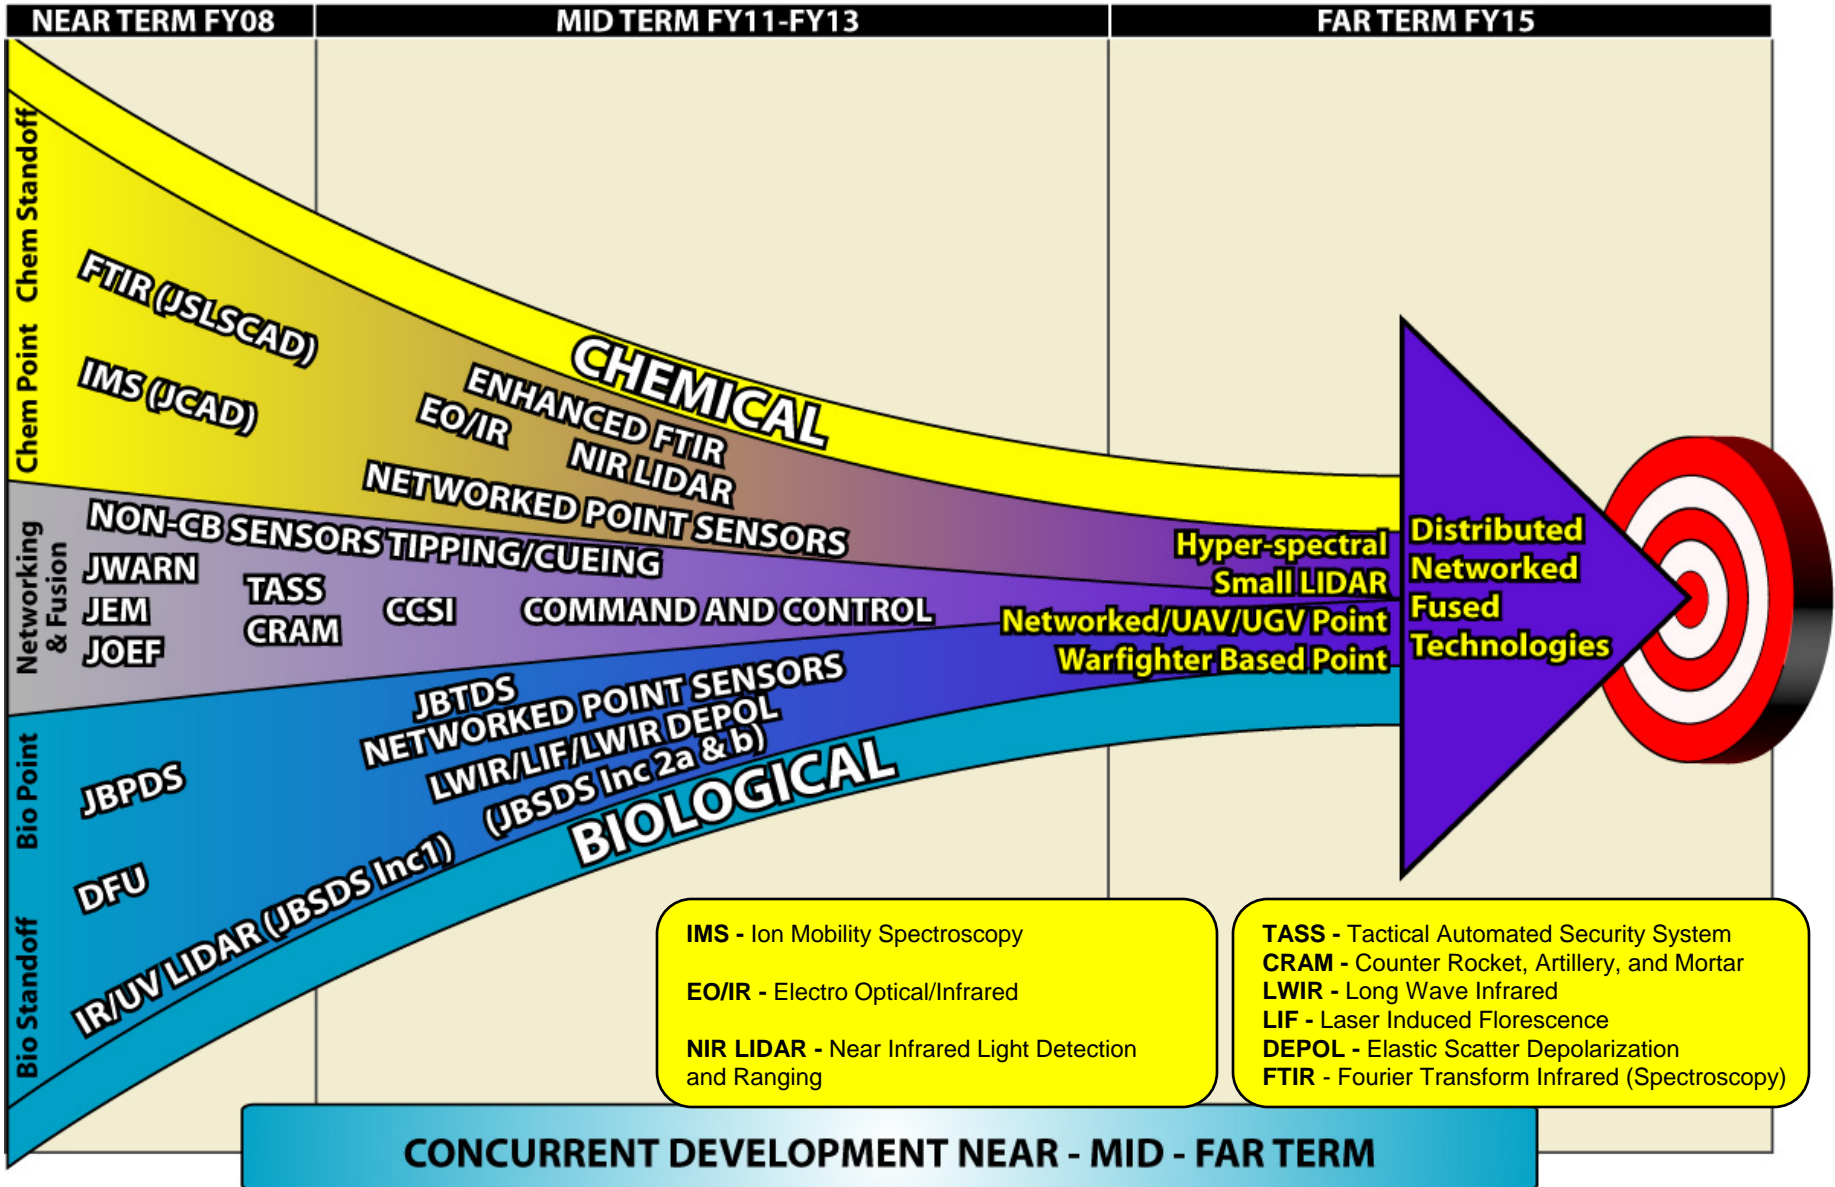 NEAR TERM FY08
MID TERM FY11-FY13
FAR TERM FY15
Chem Standoff
Chem Point
Networking
& Fusion
Bio Point
Bio Standoff
FTIR (JSLSCAD)
IMS (JCAD)
CHEMICAL
ENHANCED FTIR
EO/IR
NIR LIDAR
NETWORKED POINT SENSORS
NON-CB SENSORS TIPPING/CUEING
JWARN
JEM
JOEF
TASS
CRAM
CCSI
COMMAND AND CONTROL
JBTDS
NETWORKED POINT SENSORS
LWIR/LIF/LWIR DEPOL
(JBSDS Inc 2a & b)
JBPDS
DFU
IR/UV LIDAR (JBSDS Inc1)
BIOLOGICAL
Hyper-spectral
Small LIDAR
Networked/UAV/UGV Point
Warfighter Based Point
Distributed
Networked
Fused
Technologies
IMS - Ion Mobility Spectroscopy
EO/IR - Electro Optical/Infrared
NIR LIDAR - Near Infrared Light Detection
and Ranging
TASS - Tactical Automated Security System
CRAM - Counter Rocket, Artillery, and Mortar
LWIR - Long Wave Infrared
LIF - Laser Induced Florescence
DEPOL - Elastic Scatter Depolarization
FTIR - Fourier Transform Infrared (Spectroscopy)
CONCURRENT DEVELOPMENT NEAR - MID - FAR TERM